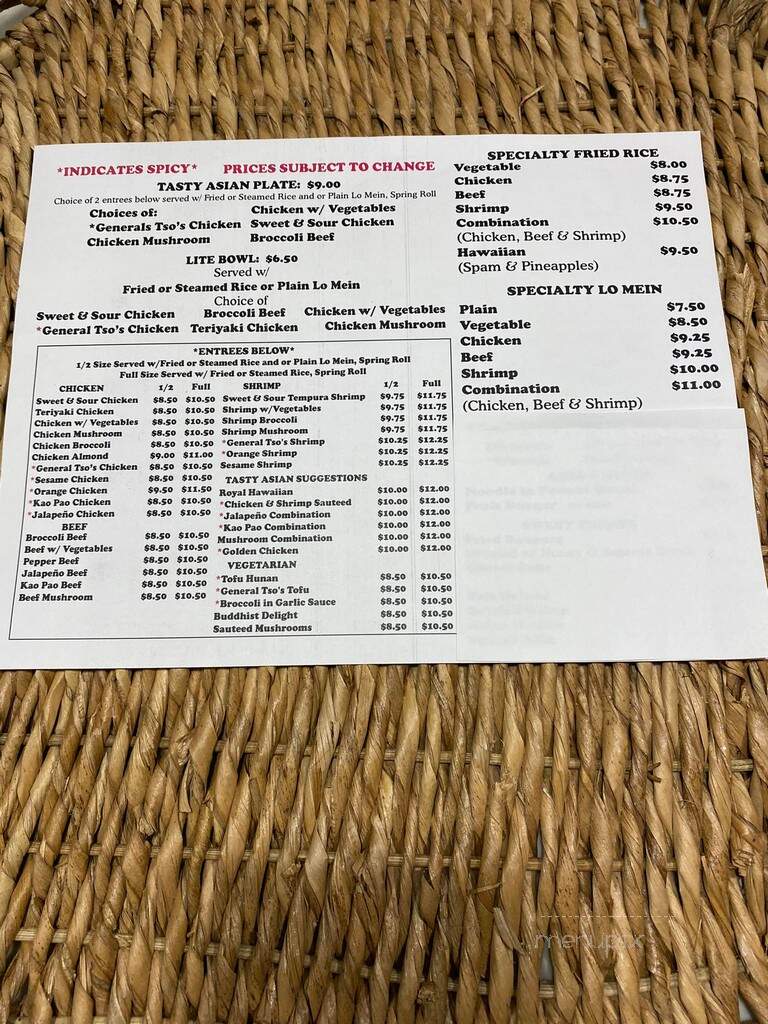 *INDICATES SPICY* PRICES SUBJECT TO CHANGE
TASTY ASIAN PLATE: $9.00
Choice of 2 entrees below served w/ Fried or Steamed Rice and or Plain Lo Mein, Spring Roll
Choices of: Chicken w/ Vegetables
*Generals Tso's Chicken Sweet & Sour Chicken
Chicken Mushroom Broccoli Beef
LITE BOWL: $6.50
Served w/
Fried or Steamed Rice or Plain Lo Mein
Choice of
Sweet & Sour Chicken Broccoli Beef Chicken w/ Vegetables
*General Tso's Chicken Teriyaki Chicken Chicken Mushroom
*ENTREES BELOW*
1/2 Size Served w/Fried or Steamed Rice and or Plain Lo Mein, Spring Roll
Full Size Served w/ Fried or Steamed Rice, Spring Roll
CHICKEN 1/2 Full
Sweet & Sour Chicken $8.50 $10.50
Teriyaki Chicken $8.50 $10.50
Chicken w/ Vegetables $8.50 $10.50
Chicken Mushroom $8.50 $10.50
Chicken Broccoli $8.50 $10.50
Chicken Almond $9.00 $11.00
*General Tso's Chicken $8.50 $10.50
*Sesame Chicken $8.50 $10.50
*Orange Chicken $9.50 $11.50
*Kao Pao Chicken $8.50 $10.50
*Jalapeño Chicken $8.50 $10.50
BEEF
Broccoli Beef $8.50 $10.50
Beef w/ Vegetables $8.50 $10.50
Pepper Beef $8.50 $10.50
Jalapeño Beef $8.50 $10.50
Kao Pao Beef $8.50 $10.50
Beef Mushroom $8.50 $10.50
SHRIMP 1/2 Full
Sweet & Sour Tempura Shrimp $9.75 $11.75
Shrimp w/Vegetables $9.75 $11.75
Shrimp Broccoli $9.75 $11.75
Shrimp Mushroom $9.75 $11.75
*General Tso's Shrimp $10.25 $12.25
*Orange Shrimp $10.25 $12.25
Sesame Shrimp $10.25 $12.25
TASTY ASIAN SUGGESTIONS
Royal Hawaiian $10.00 $12.00
*Chicken & Shrimp Sauteed $10.00 $12.00
*Jalapeño Combination $10.00 $12.00
*Kao Pao Combination $10.00 $12.00
Mushroom Combination $10.00 $12.00
*Golden Chicken $10.00 $12.00
VEGETARIAN
*Tofu Hunan $8.50 $10.50
*General Tso's Tofu $8.50 $10.50
*Broccoli in Garlic Sauce $8.50 $10.50
Buddhist Delight $8.50 $10.50
Sauteed Mushrooms $8.50 $10.50
SPECIALTY FRIED RICE
Vegetable $8.00
Chicken $8.75
Beef $8.75
Shrimp $9.50
Combination $10.50
(Chicken, Beef & Shrimp)
Hawaiian $9.50
(Spam & Pineapples)
SPECIALTY LO MEIN
Plain $7.50
Vegetable $8.50
Chicken $9.25
Beef $9.25
Shrimp $10.00
Combination $11.00
(Chicken, Beef & Shrimp)
menupix